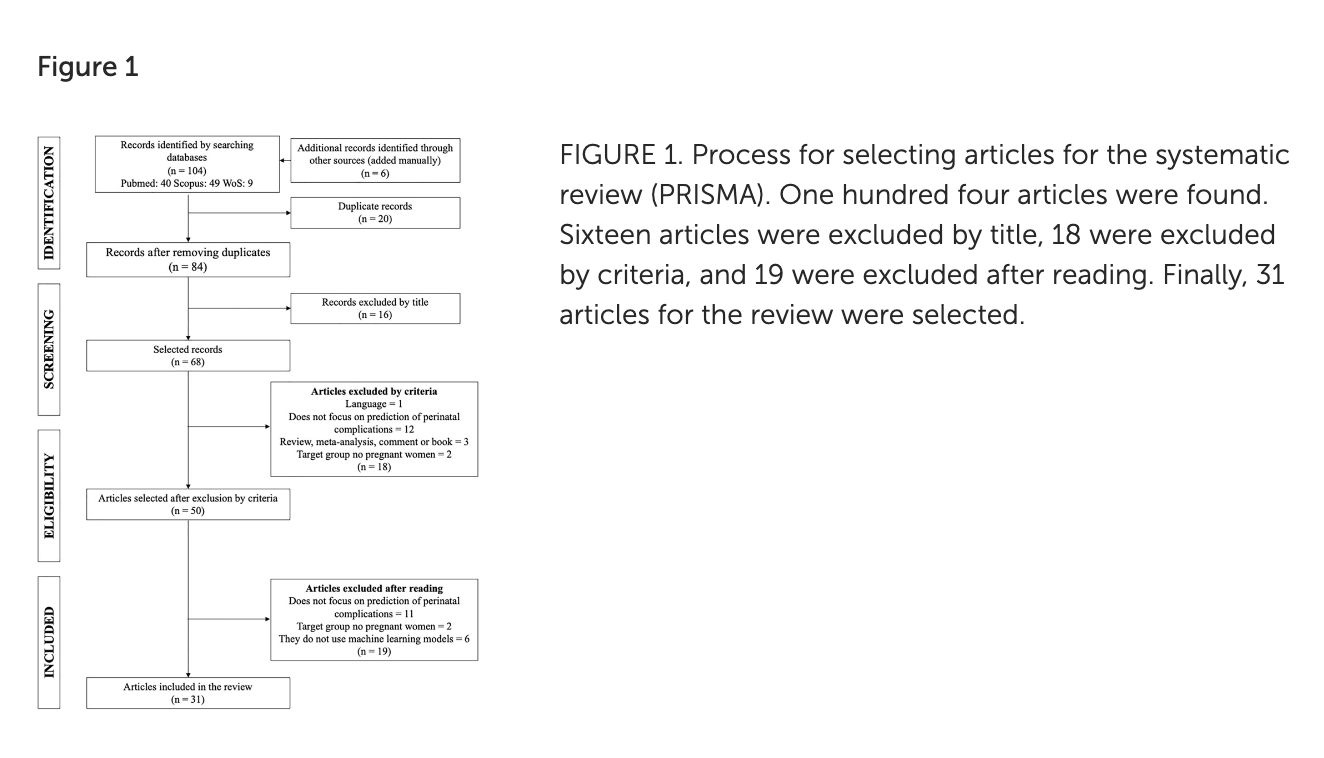 Figure 1
IDENTIFICATION
Records identified by searching
databases
(n = 104)
Pubmed: 40 Scopus: 49 WoS: 9
Additional records identified through
other sources (added manually)
(n = 6)
Duplicate records
(n = 20)
Records after removing duplicates
(n = 84)
SCREENING
Records excluded by title
(n = 16)
Selected records
(n = 68)
Articles excluded by criteria
Language = 1
Does not focus on prediction of perinatal
complications = 12
Review, meta-analysis, comment or book = 3
Target group no pregnant women = 2
(n = 18)
ELIGIBILITY
Articles selected after exclusion by criteria
(n = 50)
INCLUDED
Articles excluded after reading
Does not focus on prediction of perinatal
complications = 11
Target group no pregnant women = 2
They do not use machine learning models = 6
(n = 19)
Articles included in the review
(n = 31)
FIGURE 1. Process for selecting articles for the systematic
review (PRISMA). One hundred four articles were found.
Sixteen articles were excluded by title, 18 were excluded
by criteria, and 19 were excluded after reading. Finally, 31
articles for the review were selected.